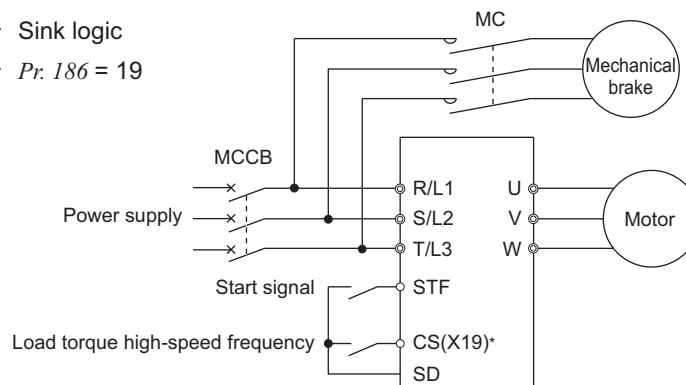 Sink logic
Pr. 186 = 19
MC
Mechanical
brake
MCCB
Power supply
R/L1
S/L2
T/L3
U
V
W
Motor
Start signal
STF
Load torque high-speed frequency
CS(X19)*
SD